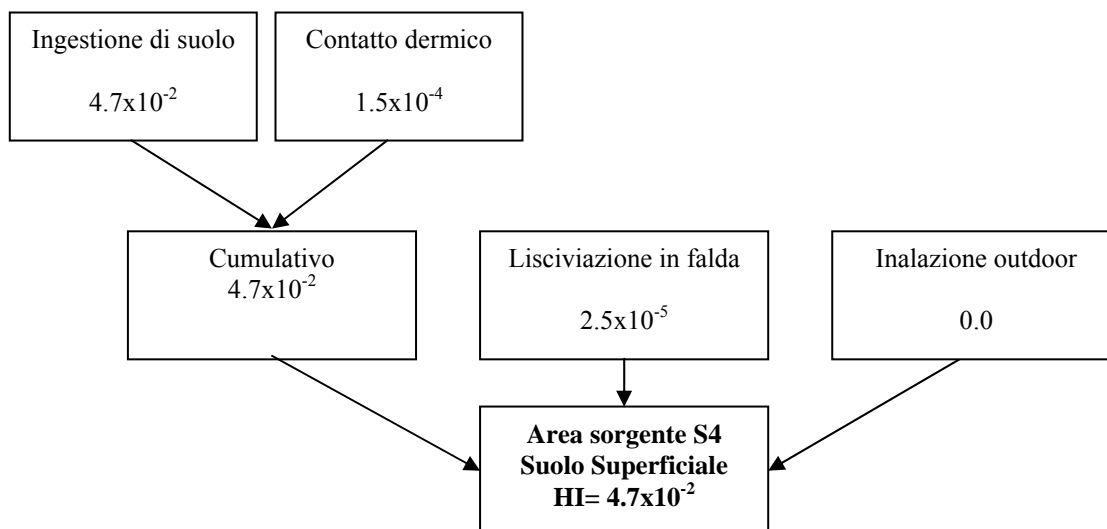 Ingestione di suolo
4.7x10⁻²
Contatto dermico
1.5x10⁻⁴
Cumulativo
4.7x10⁻²
Lisciviazione in falda
2.5x10⁻⁵
Inalazione outdoor
0.0
Area sorgente S4
Suolo Superficiale
HI= 4.7x10⁻²